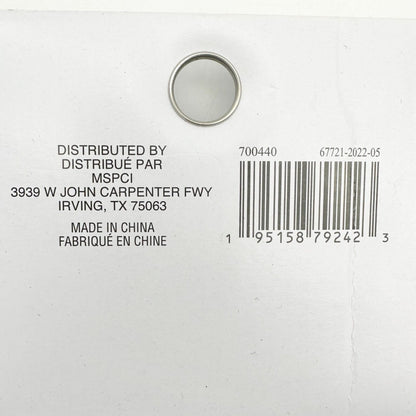 DISTRIBUTED BY
DISTRIBUÉ PAR
MSPCI
3939 W JOHN CARPENTER FWY
IRVING, TX 75063
MADE IN CHINA
FABRIQUÉ EN CHINE
700440 67721-2022-05
1 95158 79242 3